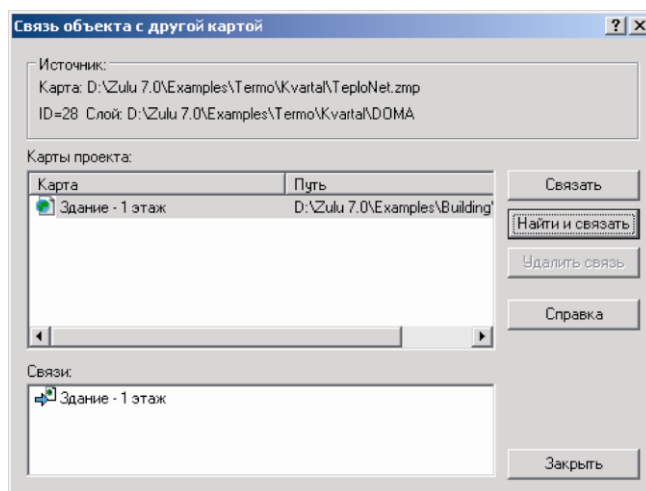 Связь объекта с другой картой
Источник:
Карта: D:\Zulu 7.0\Examples\Termo\Kvartal\TeploNet.zmp
ID=28 Слой: D:\Zulu 7.0\Examples\Termo\Kvartal\DOMA
Карты проекта:
Карта Путь
Здание - 1 этаж D:\Zulu 7.0\Examples\Building\
Связать
Найти и связать
Удалить связь
Справка
Связи:
Здание - 1 этаж
Закрыть